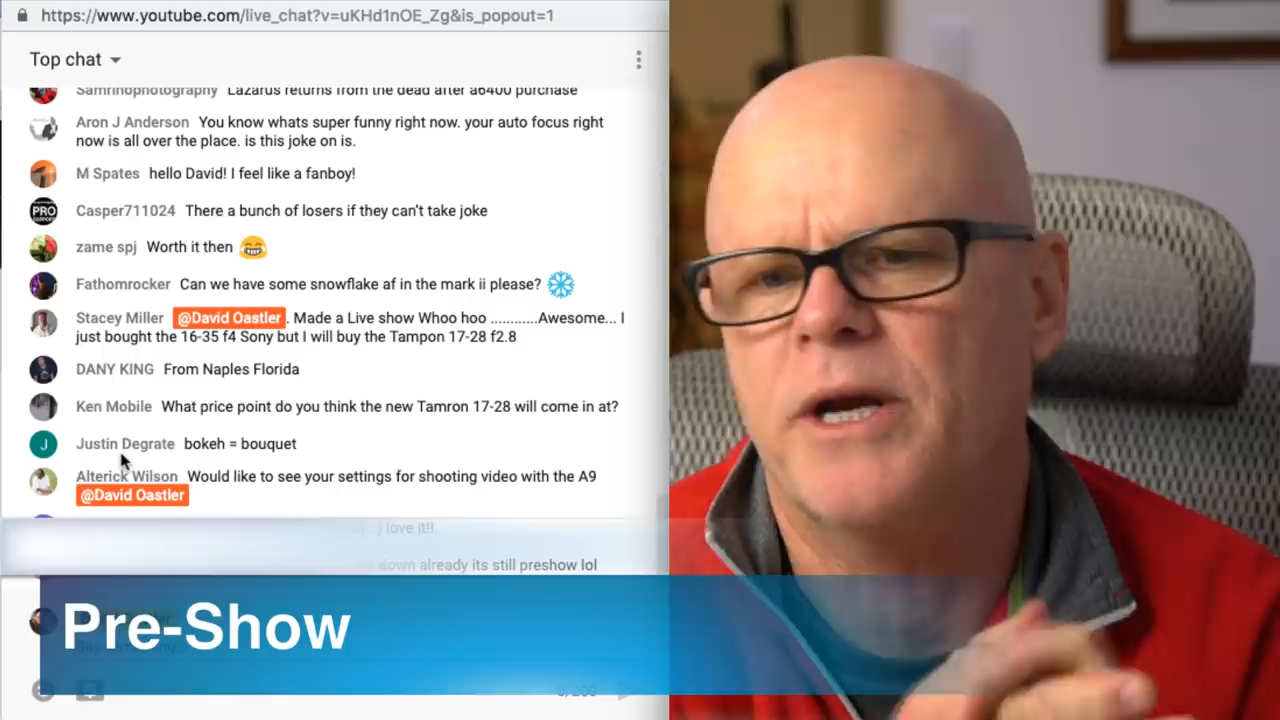 https://www.youtube.com/live_chat?v=uKHd1nOE_Zg&is_popout=1
Top chat
Samrinophotography Lazarus returns from the dead after a6400 purchase
Aron J Anderson You know whats super funny right now. your auto focus right
now is all over the place. is this joke on is.
M Spates hello David! I feel like a fanboy!
PRO
SUPPORT
Casper711024 There a bunch of losers if they can't take joke
zame spj Worth it then 😂
Fathomrocker Can we have some snowflake af in the mark ii please? ❄
Stacey Miller @David Oastler. Made a Live show Whoo hoo ............Awesome... I
just bought the 16-35 f4 Sony but I will buy the Tampon 17-28 f2.8
DANY KING From Naples Florida
Ken Mobile What price point do you think the new Tamron 17-28 will come in at?
J
Justin Degrate bokeh = bouquet
Alterick Wilson Would like to see your settings for shooting video with the A9
@David Oastler
love it!!
down already its still preshow lol
Pre-Show
/200